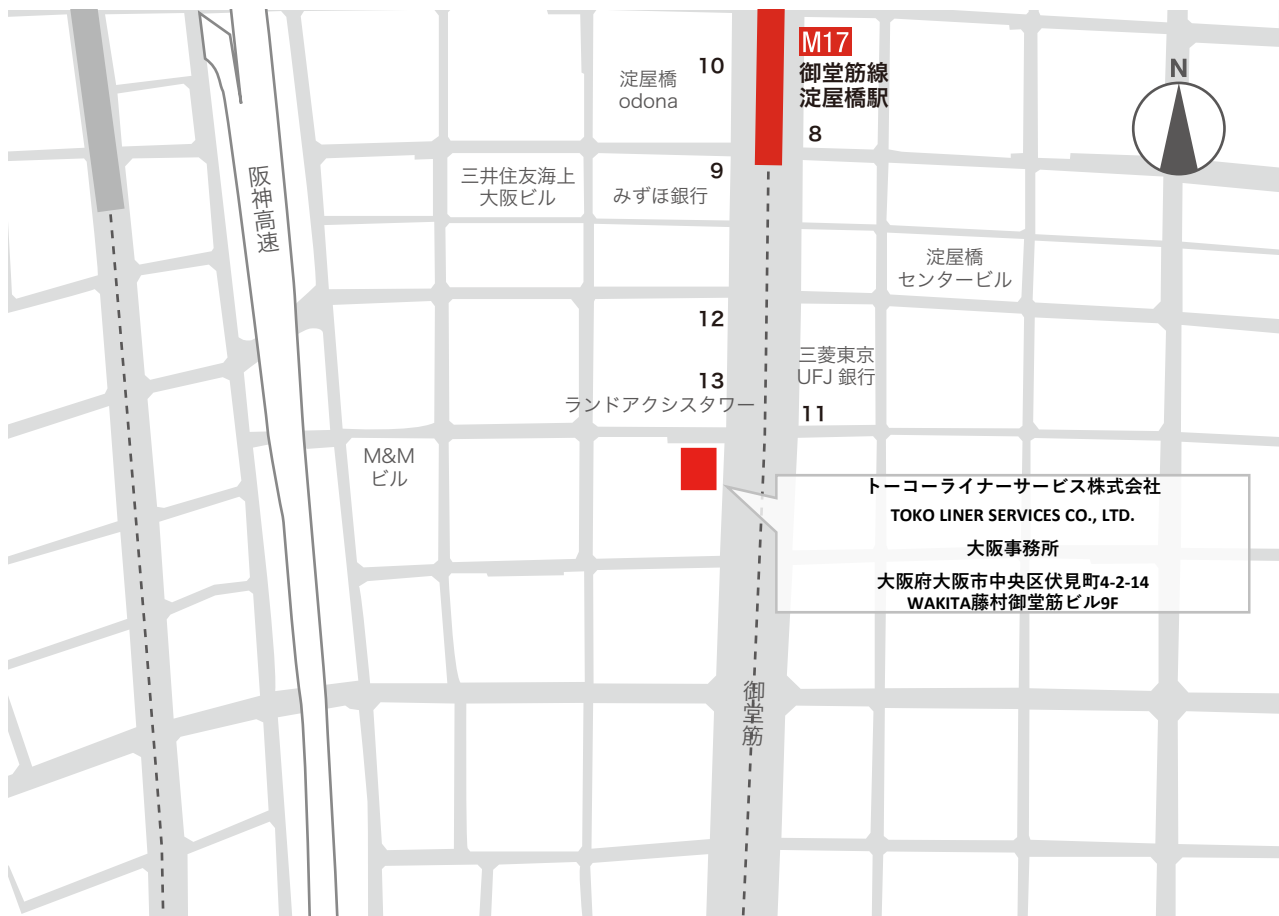 M17
御堂筋線
淀屋橋駅
N
10
淀屋橋
odona
8
阪神高速
三井住友海上
大阪ビル
9
みずほ銀行
淀屋橋
センタービル
12
13
ランドアクシスタワー
三菱東京
UFJ 銀行
11
M&M
ビル
トーコーライナーサービス株式会社
TOKO LINER SERVICES CO., LTD.
大阪事務所
大阪府大阪市中央区伏見町4-2-14
WAKITA藤村御堂筋ビル9F
御堂筋